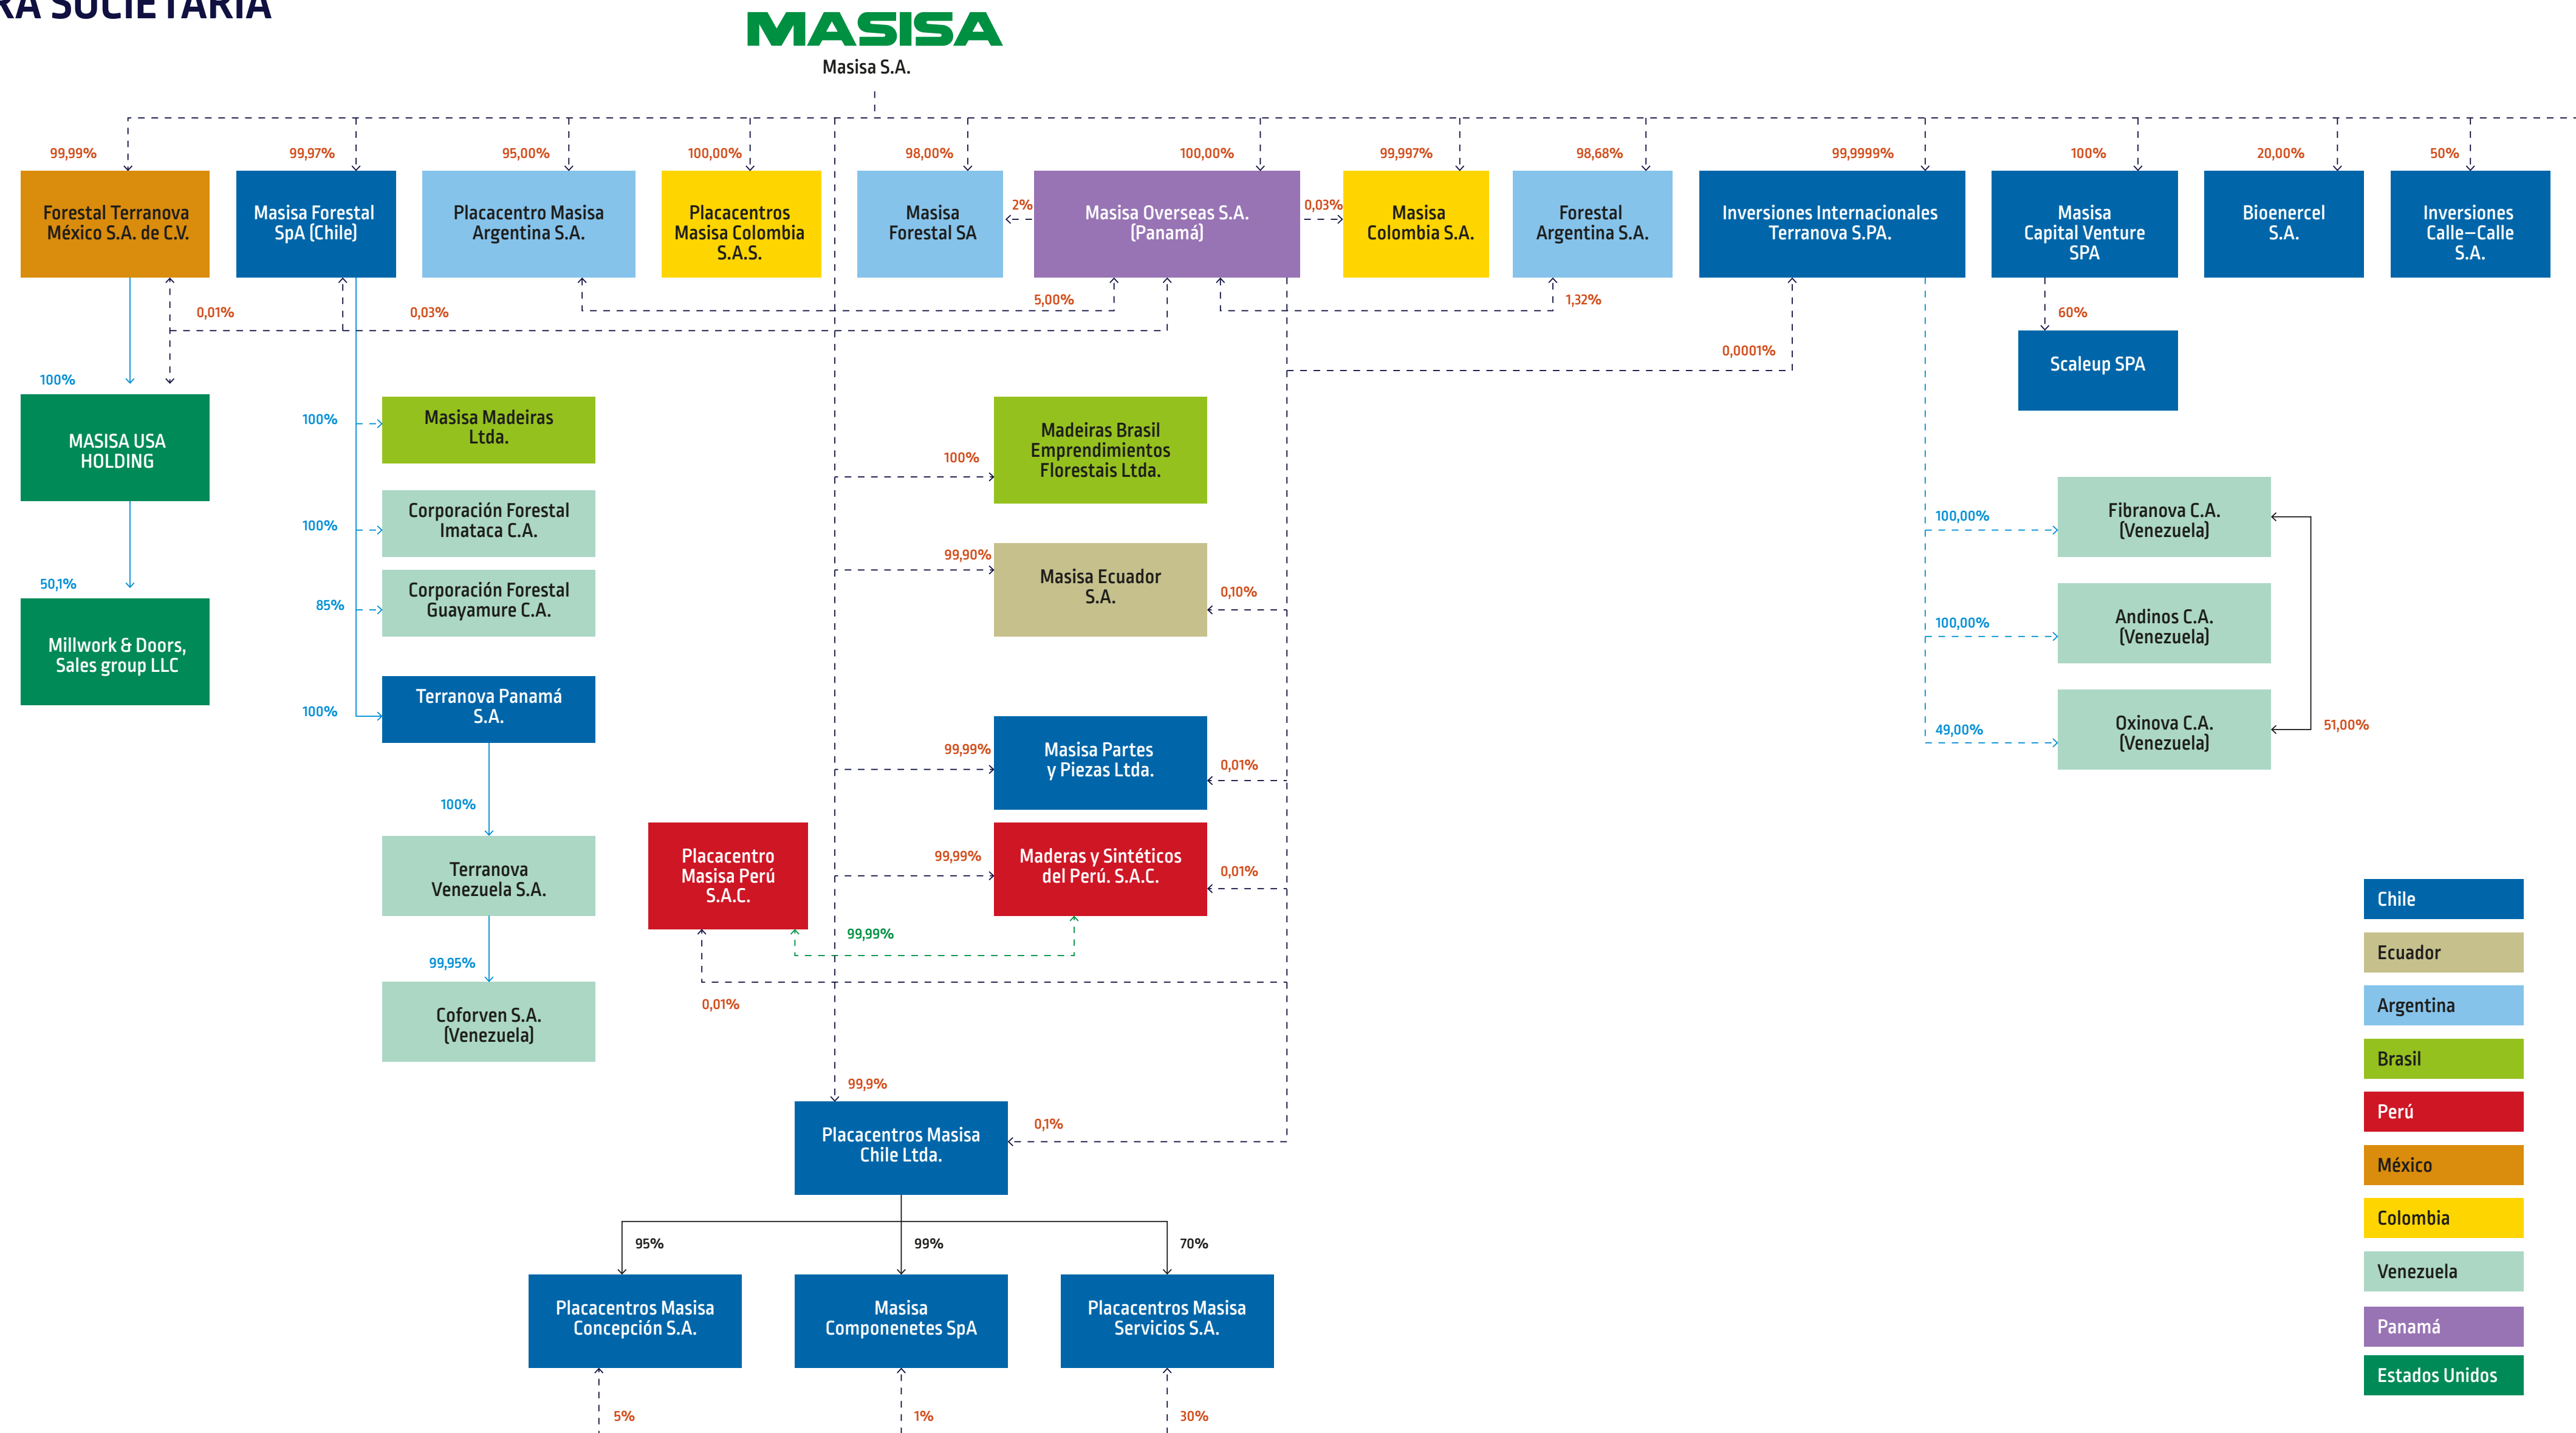 RA SOCIETARIA
MASISA
Masisa S.A.
99,99%
99,97%
95,00%
100,00%
98,00%
100,00%
99,997%
98,68%
99,9999%
100%
20,00%
50%
Forestal Terranova
México S.A. de C.V.
Masisa Forestal
SpA (Chile)
Placacentro Masisa
Argentina S.A.
Placacentros
Masisa Colombia
S.A.S.
Masisa
Forestal SA
2%
Masisa Overseas S.A.
(Panamá)
0,03%
Masisa
Colombia S.A.
Forestal
Argentina S.A.
Inversiones Internacionales
Terranova S.PA.
Masisa
Capital Venture
SPA
Bioenercel
S.A.
Inversiones
Calle–Calle
S.A.
0,01%
0,03%
5,00%
1,32%
60%
0,0001%
Scaleup SPA
100%
MASISA USA
HOLDING
50,1%
Millwork & Doors,
Sales group LLC
100%
Masisa Madeiras
Ltda.
100%
Corporación Forestal
Imataca C.A.
85%
Corporación Forestal
Guayamure C.A.
100%
Terranova Panamá
S.A.
100%
Terranova
Venezuela S.A.
99,95%
Coforven S.A.
(Venezuela)
100%
Madeiras Brasil
Emprendimientos
Florestais Ltda.
99,90%
Masisa Ecuador
S.A.
0,10%
99,99%
Masisa Partes
y Piezas Ltda.
0,01%
Placacentro
Masisa Perú
S.A.C.
99,99%
Maderas y Sintéticos
del Perú. S.A.C.
0,01%
99,99%
0,01%
100,00%
Fibranova C.A.
(Venezuela)
100,00%
Andinos C.A.
(Venezuela)
49,00%
Oxinova C.A.
(Venezuela)
51,00%
99,9%
Placacentros Masisa
Chile Ltda.
0,1%
95%
99%
70%
Placacentros Masisa
Concepción S.A.
Masisa
Componenetes SpA
Placacentros Masisa
Servicios S.A.
5%
1%
30%
Chile
Ecuador
Argentina
Brasil
Perú
México
Colombia
Venezuela
Panamá
Estados Unidos